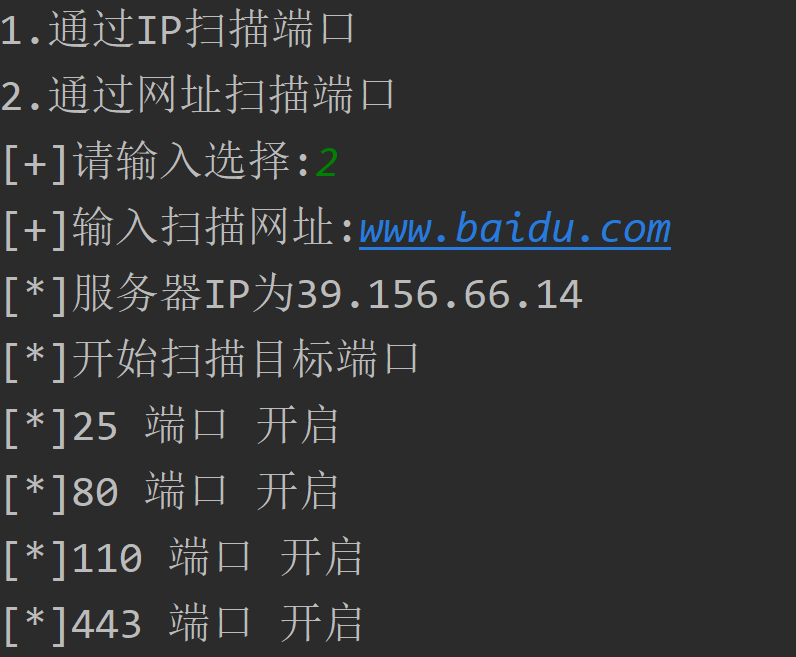 1.通过IP扫描端口
2.通过网址扫描端口
[+]请输入选择:2
[+]输入扫描网址:www.baidu.com
[*]服务器IP为39.156.66.14
[*]开始扫描目标端口
[*]25 端口 开启
[*]80 端口 开启
[*]110 端口 开启
[*]443 端口 开启